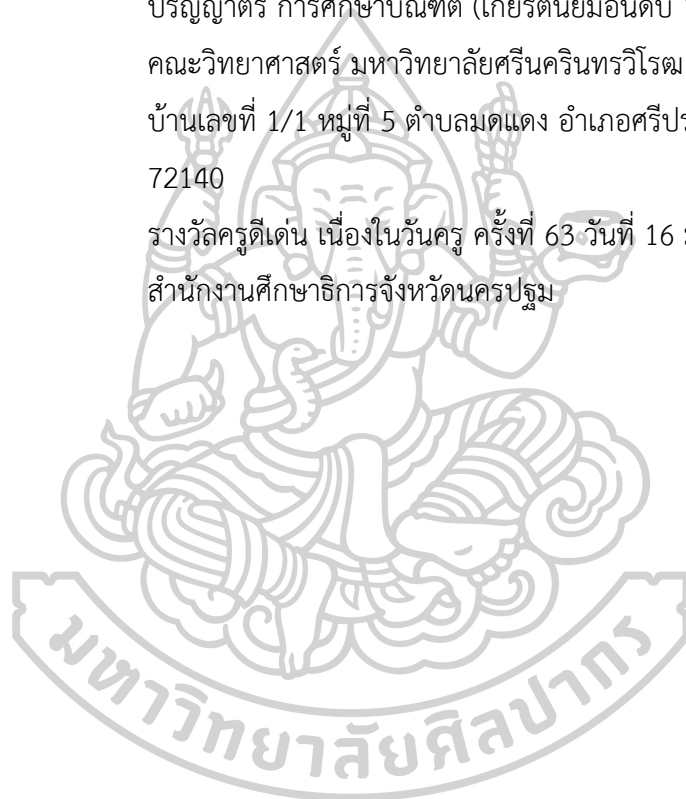 ปริญญาตรี การศึกษาบัณฑิต (เกียรตินิยมอันดับ
คณะวิทยาศาสตร์ มหาวิทยาลัยศรีนครินทรวิโรฒ
บ้านเลขที่ 1/1 หมู่ที่ 5 ตำบลมดแดง อำเภอศรีประ
72140
รางวัลครูดีเด่น เนื่องในวันครู ครั้งที่ 63 วันที่ 16
สำนักงานศึกษาธิการจังหวัดนครปฐม
มหาวิทยาลัยศิลปากร